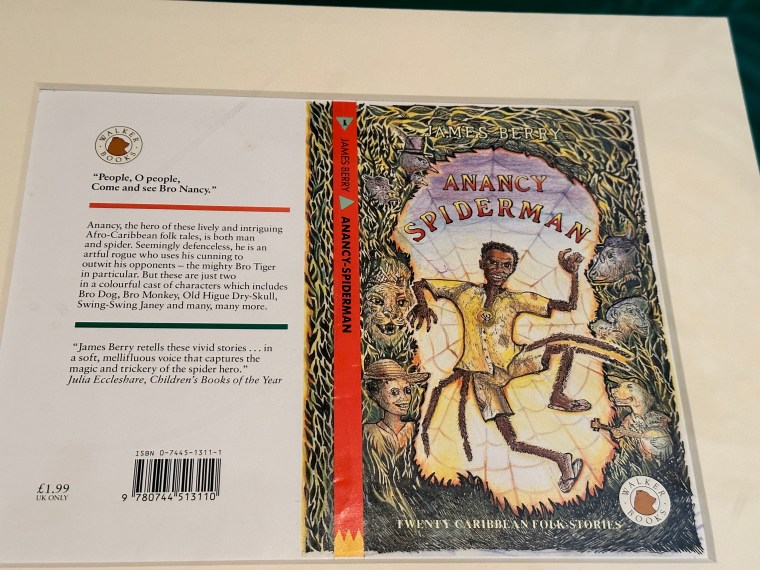 WALKER
BOOKS
"People, O people,
Come and see Bro Nancy."
Anancy, the hero of these lively and intriguing
Afro-Caribbean folk tales, is both man
and spider. Seemingly defenceless, he is an
artful rogue who uses his cunning to
outwit his opponents – the mighty Bro Tiger
in particular. But these are just two
in a colourful cast of characters which includes
Bro Dog, Bro Monkey, Old Higue Dry-Skull,
Swing-Swing Janey and many, many more.
"James Berry retells these vivid stories . . . in
a soft, mellifluous voice that captures the
magic and trickery of the spider hero."
Julia Eccleshare, Children's Books of the Year
£1.99
UK ONLY
ISBN 0-7445-1311-1
9 780744 513110
JAMES BERRY ANANCY-SPIDERMAN
JAMES BERRY
ANANCY
SPIDERMAN
TWENTY CARIBBEAN FOLK-STORIES
WALKER
BOOKS